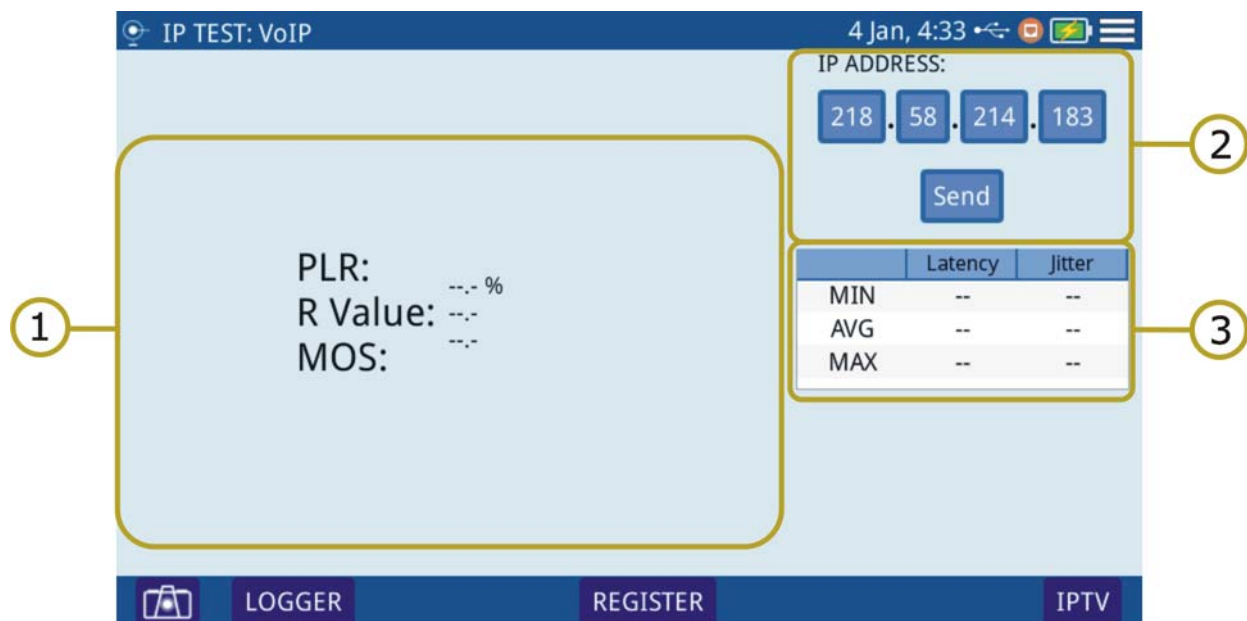 IP TEST: VoIP
4 Jan, 4:33
IP ADDRESS:
218 . 58 . 214 . 183
Send
2
PLR: --.- %
R Value: --.-
MOS: --.-
1
Latency Jitter
MIN -- --
AVG -- --
MAX -- --
3
LOGGER REGISTER IPTV